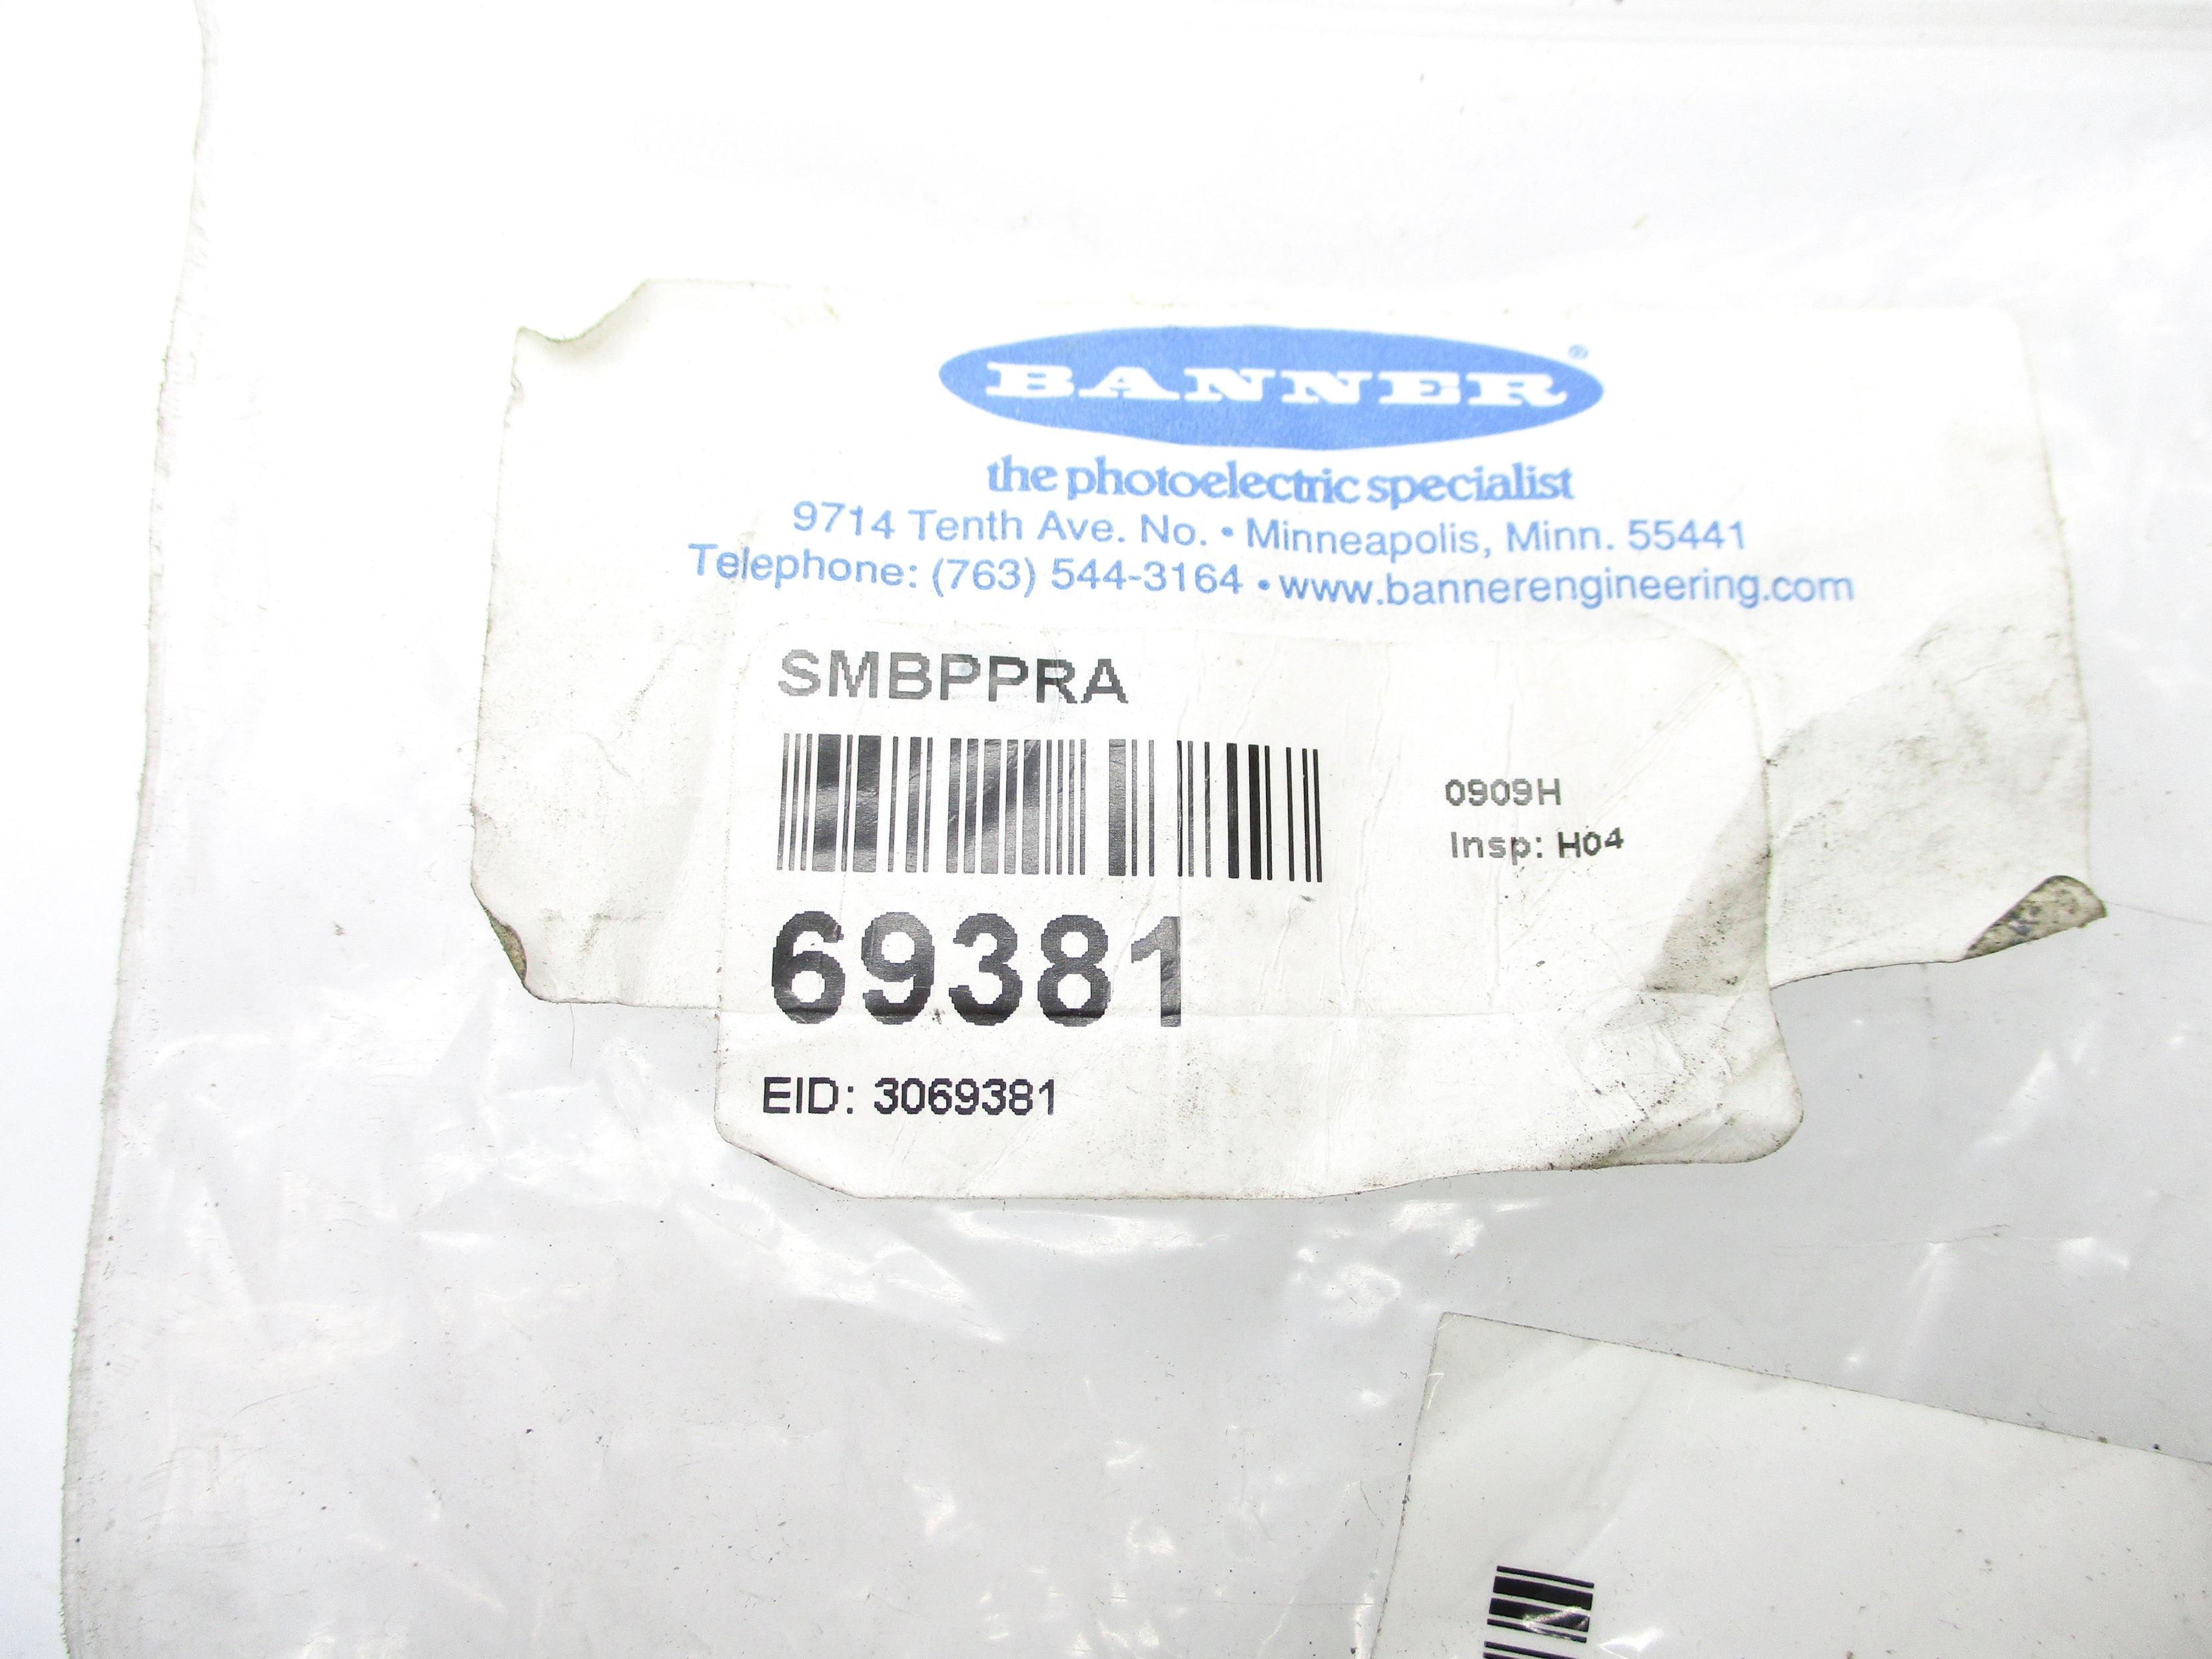 BANNER®
the photoelectric specialist
9714 Tenth Ave. No. • Minneapolis, Minn. 55441
Telephone: (763) 544-3164 • www.bannerengineering.com
SMBPPRA
0909H
Insp: H04
69381
EID: 3069381